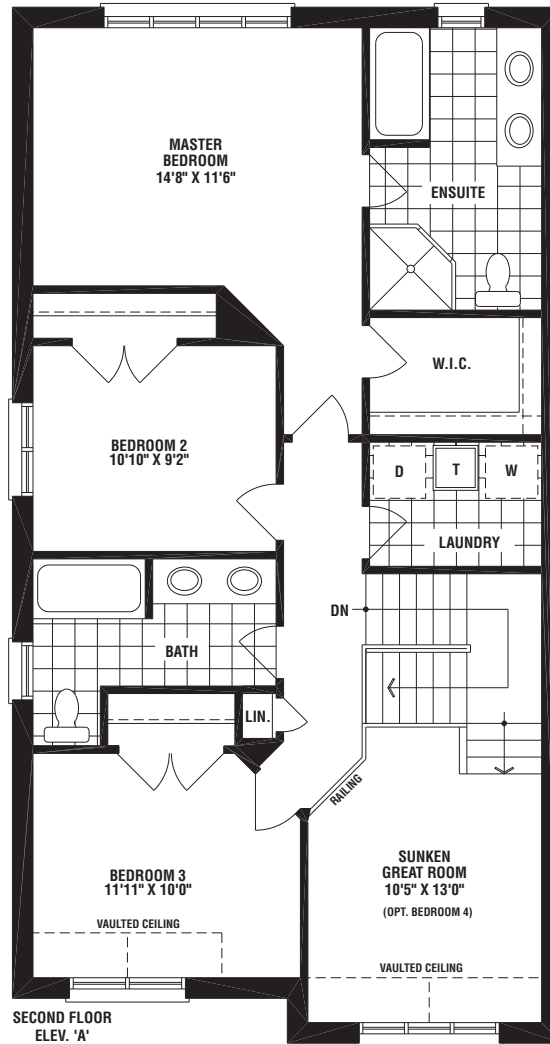 MASTER
BEDROOM
14'8" X 11'6"
ENSUITE
W.I.C.
BEDROOM 2
10'10" X 9'2"
D
T
W
LAUNDRY
DN
BATH
LIN.
RAILING
BEDROOM 3
11'11" X 10'0"
VAULTED CEILING
SUNKEN
GREAT ROOM
10'5" X 13'0"
(OPT. BEDROOM 4)
VAULTED CEILING
SECOND FLOOR
ELEV. 'A'